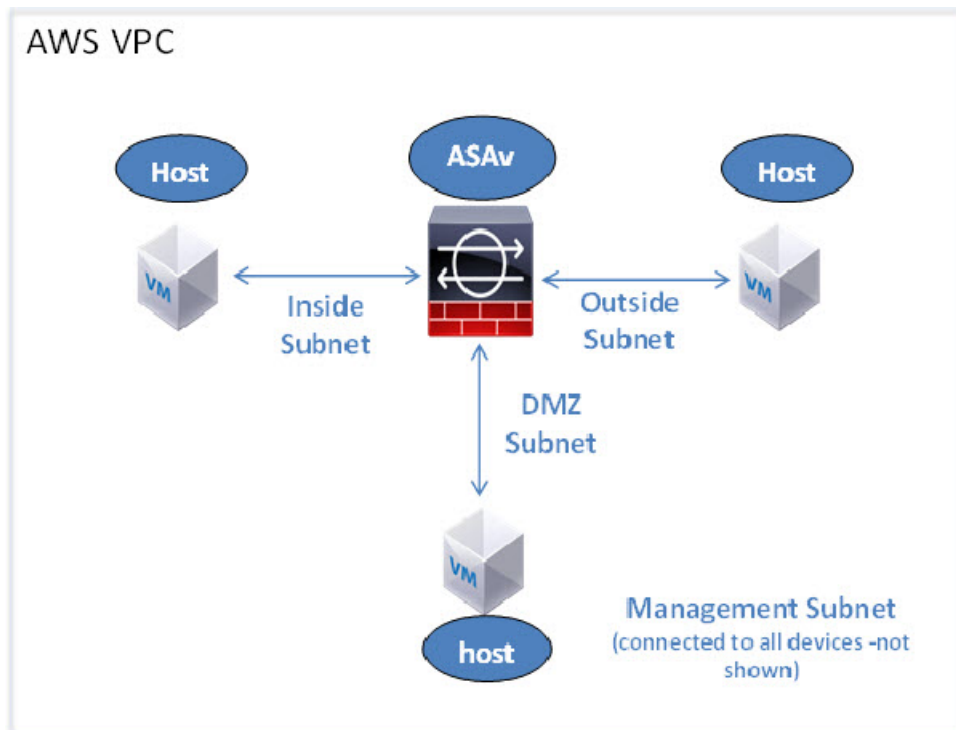 AWS VPC
Host
ASAv
Host
VM
VM
Inside
Subnet
Outside
Subnet
DMZ
Subnet
VM
host
Management Subnet
(connected to all devices -not
shown)